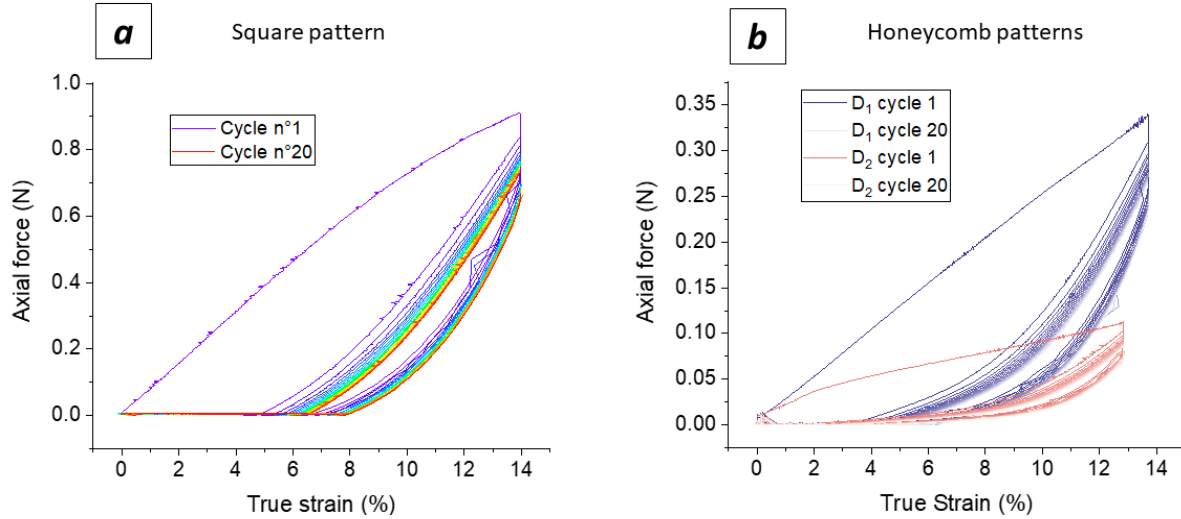 a
Square pattern
1.0
0.8
0.6
0.4
0.2
0.0
Axial force (N)
Cycle n°1
Cycle n°20
0 2 4 6 8 10 12 14
True strain (%)
b
Honeycomb patterns
0.35
0.30
0.25
0.20
0.15
0.10
0.05
0.00
Axial force (N)
D₁ cycle 1
D₁ cycle 20
D₂ cycle 1
D₂ cycle 20
0 2 4 6 8 10 12 14
True Strain (%)